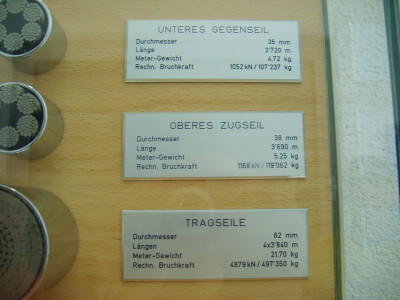 UNTERES GEGENSEIL
Durchmesser 36 mm
Länge 3'720 m
Meter-Gewicht 4.72 kg
Rechn. Bruchkraft 1052 kN / 107'237 kg
OBERES ZUGSEIL
Durchmesser 38 mm
Länge 3'690 m
Meter-Gewicht 5.25 kg
Rechn. Bruchkraft 1168 kN / 119'062 kg
TRAGSEILE
Durchmesser 62 mm
Längen 4x3'840 m
Meter-Gewicht 21.70 kg
Rechn. Bruchkraft 4879 kN / 497'350 kg